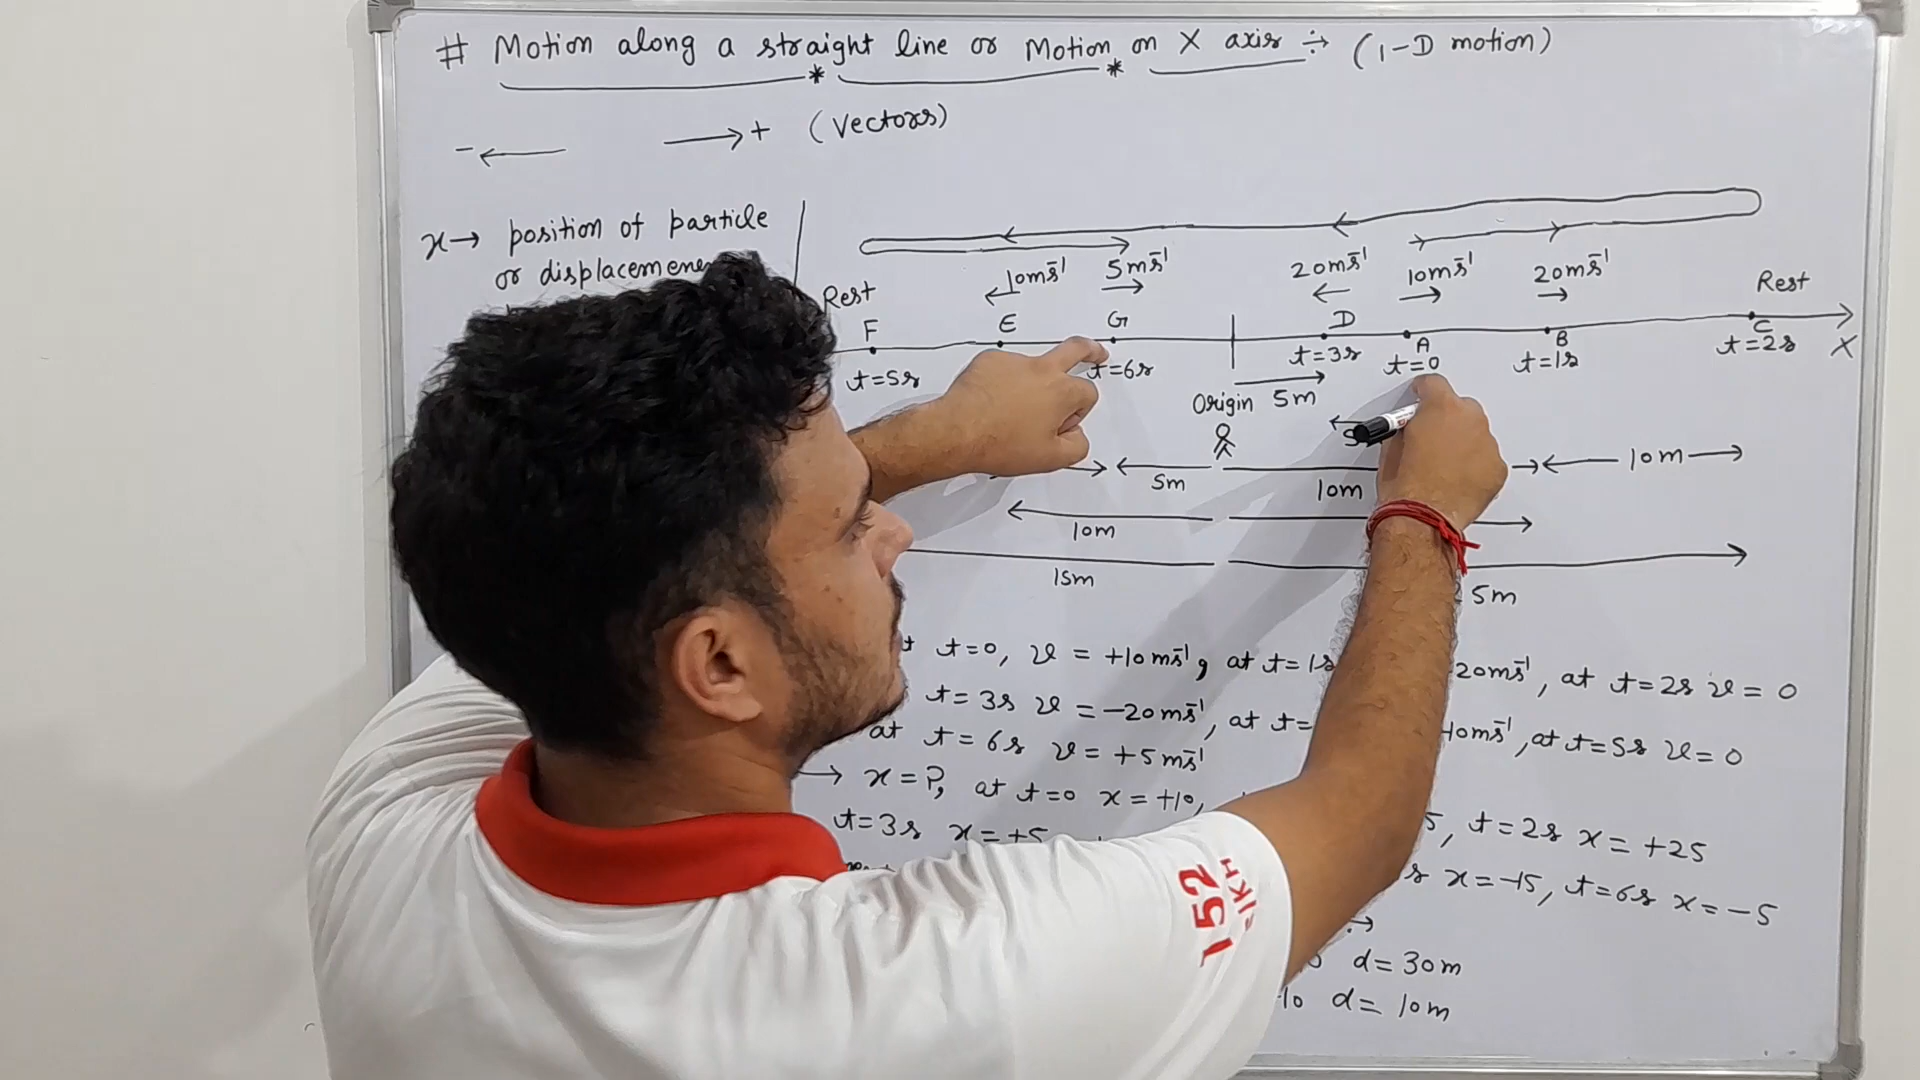 # Motion along a straight line or Motion on X axis ÷ (1-D motion)
- ← → + (Vectors)
x → position of particle
or displacement
10ms⁻¹ 5ms⁻¹ 20ms⁻¹ 10ms⁻¹ 20ms⁻¹
Rest Rest
F E G D A B C
t=5s t=6s t=3s t=0 t=1s t=2s X
Origin 5m
5m 10m 10m
10m
15m 5m
t=0, v = +10ms⁻¹, at t=1s 20ms⁻¹, at t=2s v = 0
t=3s v = -20ms⁻¹, at t= 10ms⁻¹, at t=5s v=0
at t=6s v= +5ms⁻¹
→ x=?, at t=0 x=+10, 5, t=2s x=+25
t=3s x=+5 s x=-15, t=6s x=-5
d=30m
10 d=10m
152